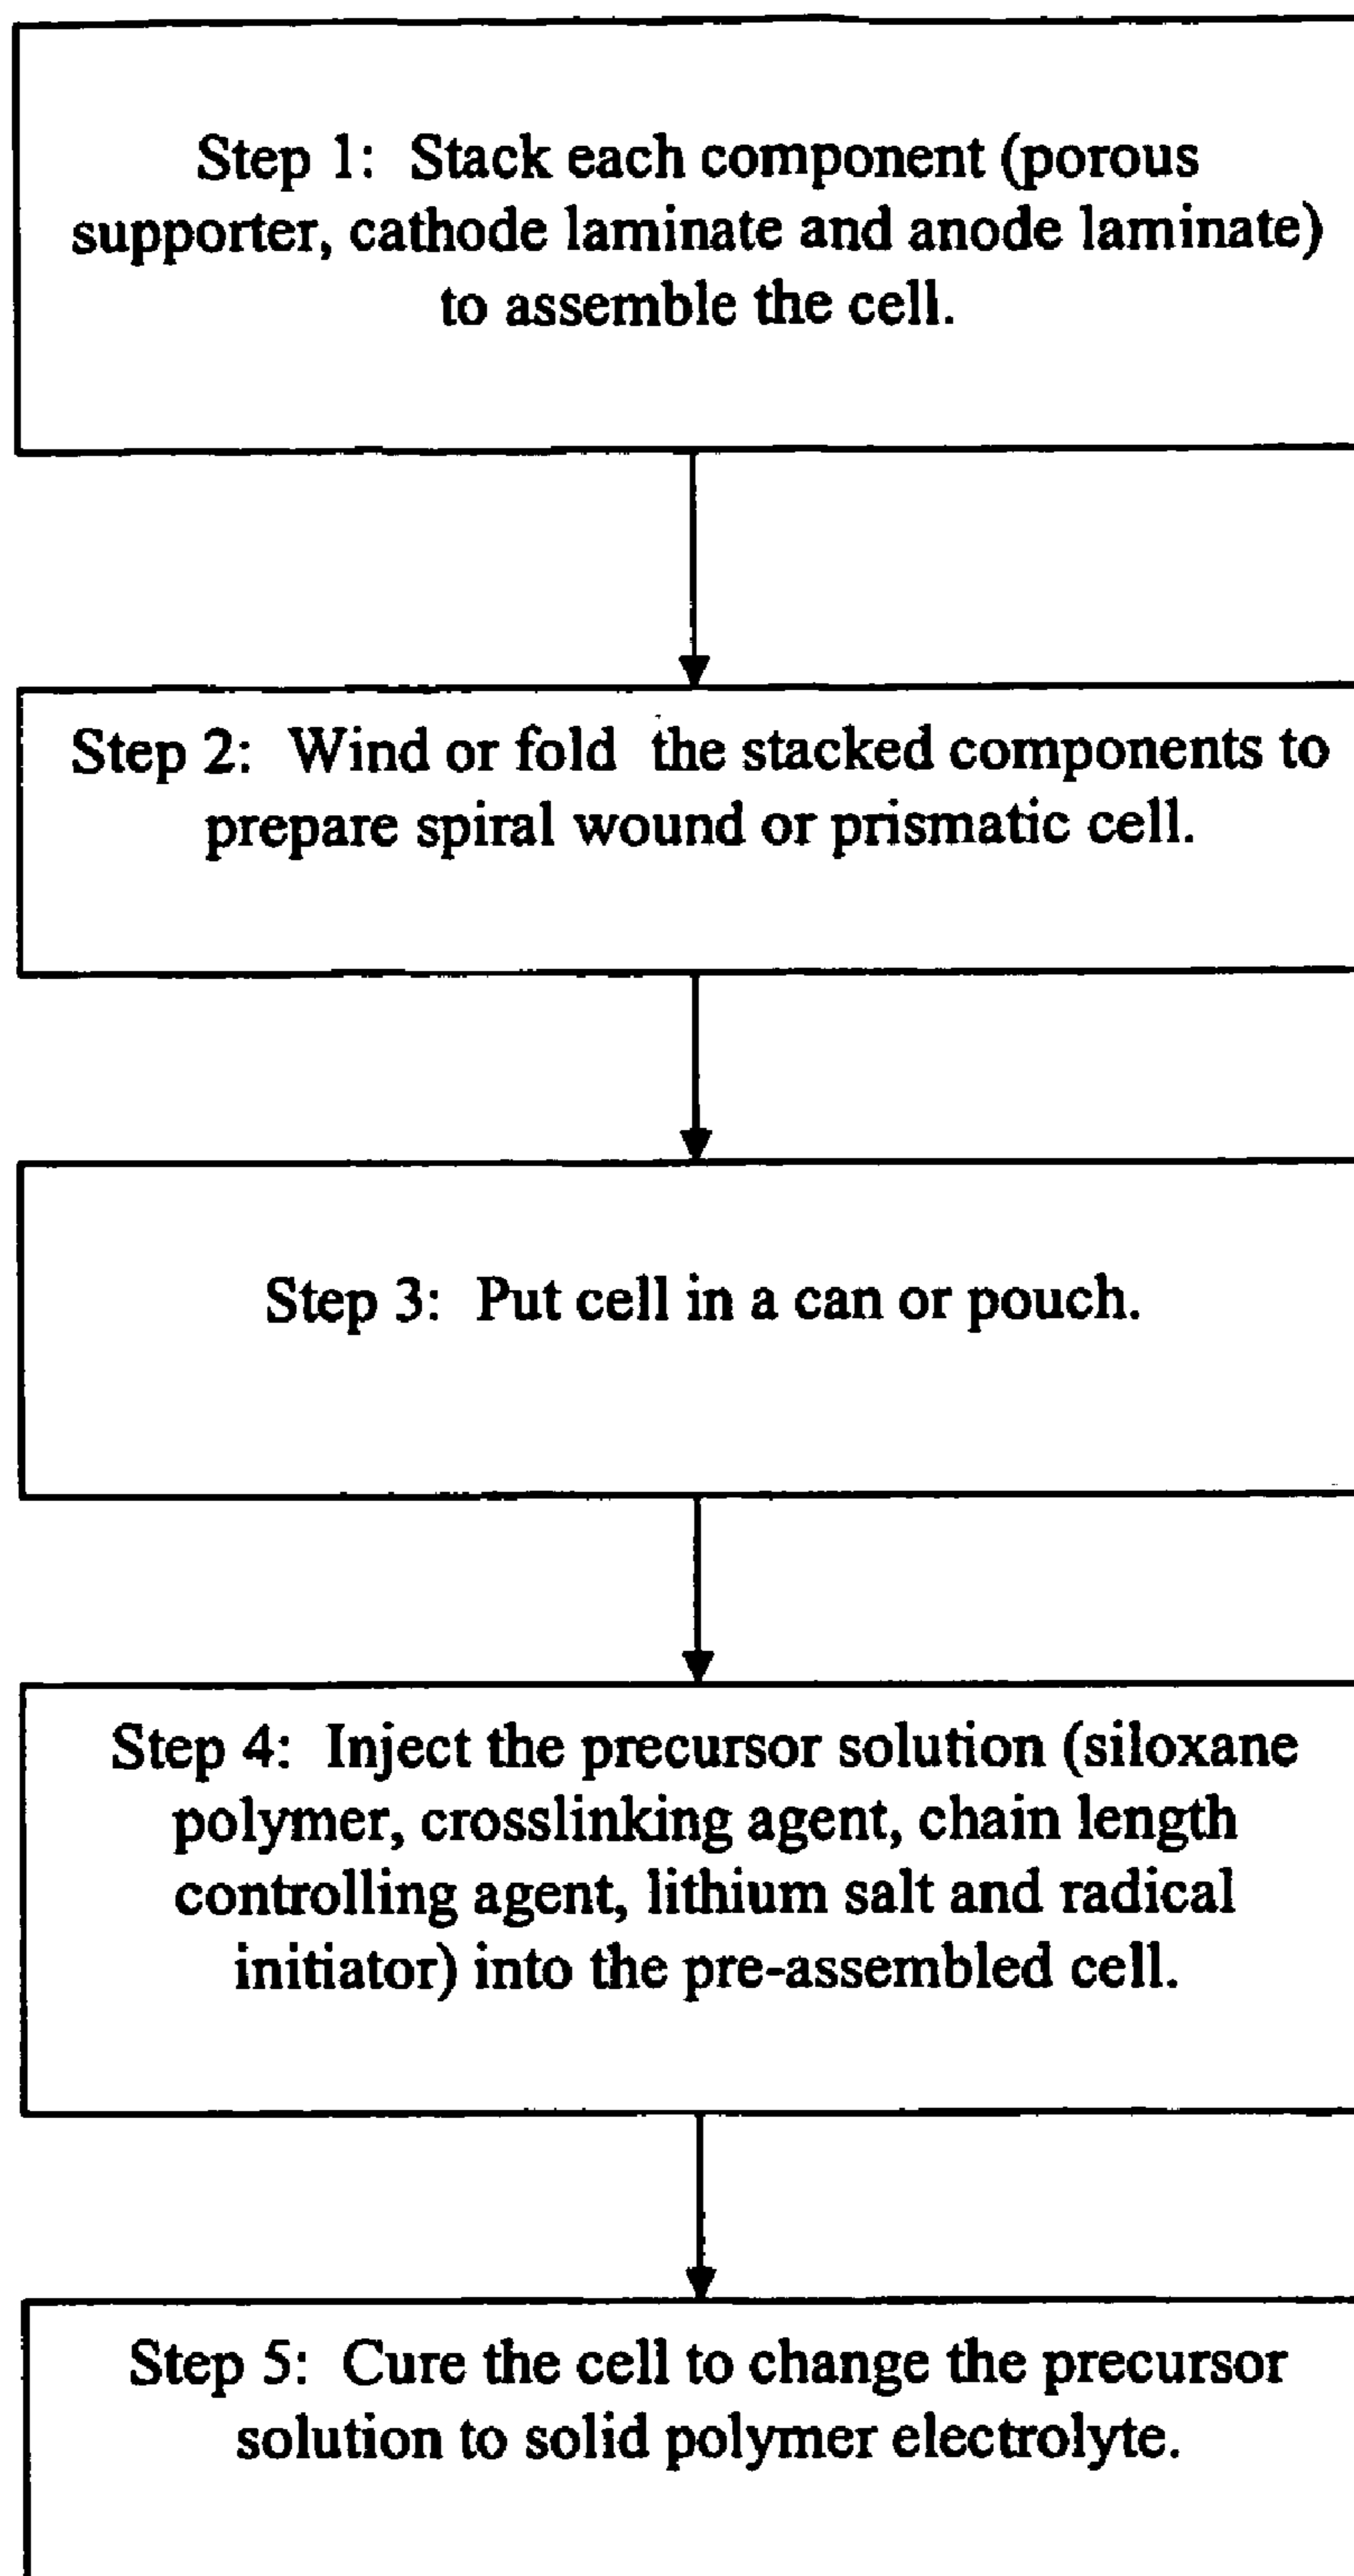 Step 1: Stack each component (porous
supporter, cathode laminate and anode laminate)
to assemble the cell.
Step 2: Wind or fold the stacked components to
prepare spiral wound or prismatic cell.
Step 3: Put cell in a can or pouch.
Step 4: Inject the precursor solution (siloxane
polymer, crosslinking agent, chain length
controlling agent, lithium salt and radical
initiator) into the pre-assembled cell.
Step 5: Cure the cell to change the precursor
solution to solid polymer electrolyte.